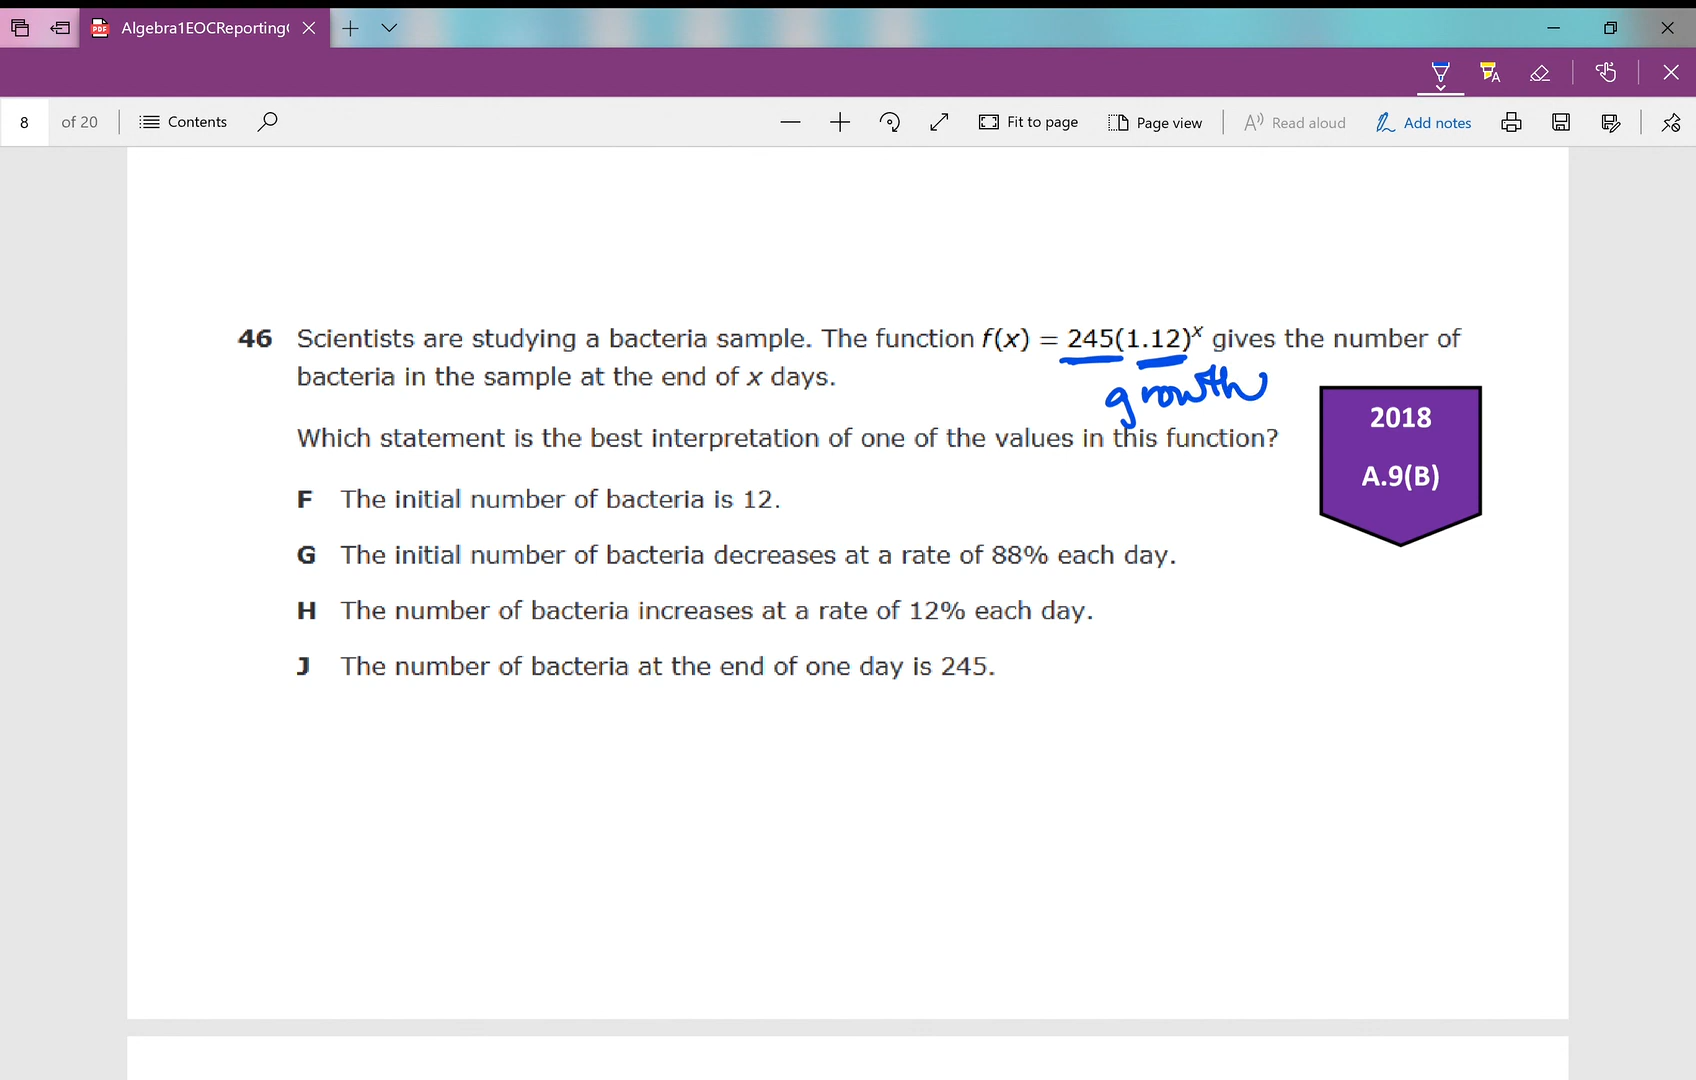 Algebra1EOCReporting(
8 of 20 Contents Fit to page Page view Read aloud Add notes
46 Scientists are studying a bacteria sample. The function f(x) = 245(1.12)ˣ gives the number of
bacteria in the sample at the end of x days.
growth
Which statement is the best interpretation of one of the values in this function?
F The initial number of bacteria is 12.
G The initial number of bacteria decreases at a rate of 88% each day.
H The number of bacteria increases at a rate of 12% each day.
J The number of bacteria at the end of one day is 245.
2018
A.9(B)